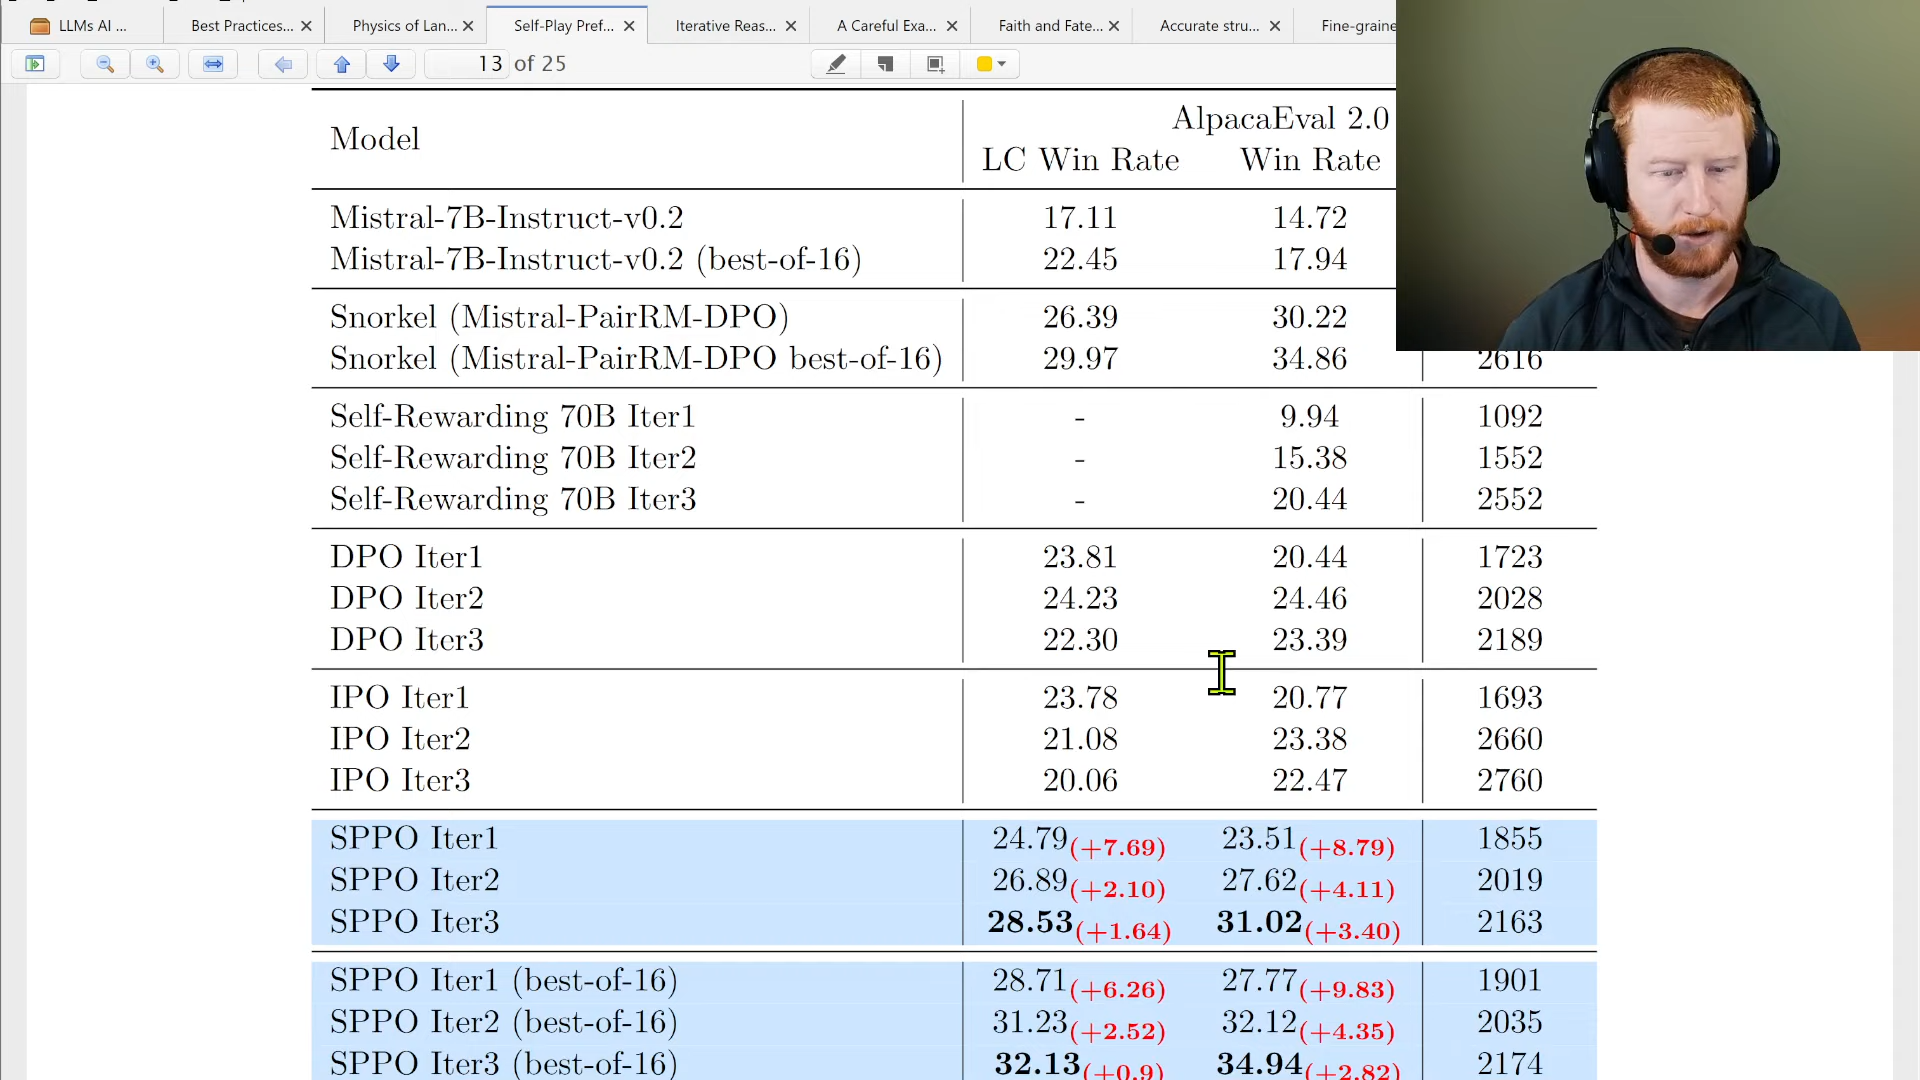 LLMs AI ...
Best Practices...
Physics of Lan...
Self-Play Pref...
Iterative Reas...
A Careful Exa...
Faith and Fate...
Accurate stru...
Fine-graine
13 of 25
Model
AlpacaEval 2.0
LC Win Rate Win Rate
Mistral-7B-Instruct-v0.2 17.11 14.72
Mistral-7B-Instruct-v0.2 (best-of-16) 22.45 17.94
Snorkel (Mistral-PairRM-DPO) 26.39 30.22
Snorkel (Mistral-PairRM-DPO best-of-16) 29.97 34.86 2616
Self-Rewarding 70B Iter1 - 9.94 1092
Self-Rewarding 70B Iter2 - 15.38 1552
Self-Rewarding 70B Iter3 - 20.44 2552
DPO Iter1 23.81 20.44 1723
DPO Iter2 24.23 24.46 2028
DPO Iter3 22.30 23.39 2189
IPO Iter1 23.78 20.77 1693
IPO Iter2 21.08 23.38 2660
IPO Iter3 20.06 22.47 2760
SPPO Iter1 24.79(+7.69) 23.51(+8.79) 1855
SPPO Iter2 26.89(+2.10) 27.62(+4.11) 2019
SPPO Iter3 28.53(+1.64) 31.02(+3.40) 2163
SPPO Iter1 (best-of-16) 28.71(+6.26) 27.77(+9.83) 1901
SPPO Iter2 (best-of-16) 31.23(+2.52) 32.12(+4.35) 2035
SPPO Iter3 (best-of-16) 32.13(+0.9) 34.94(+2.82) 2174